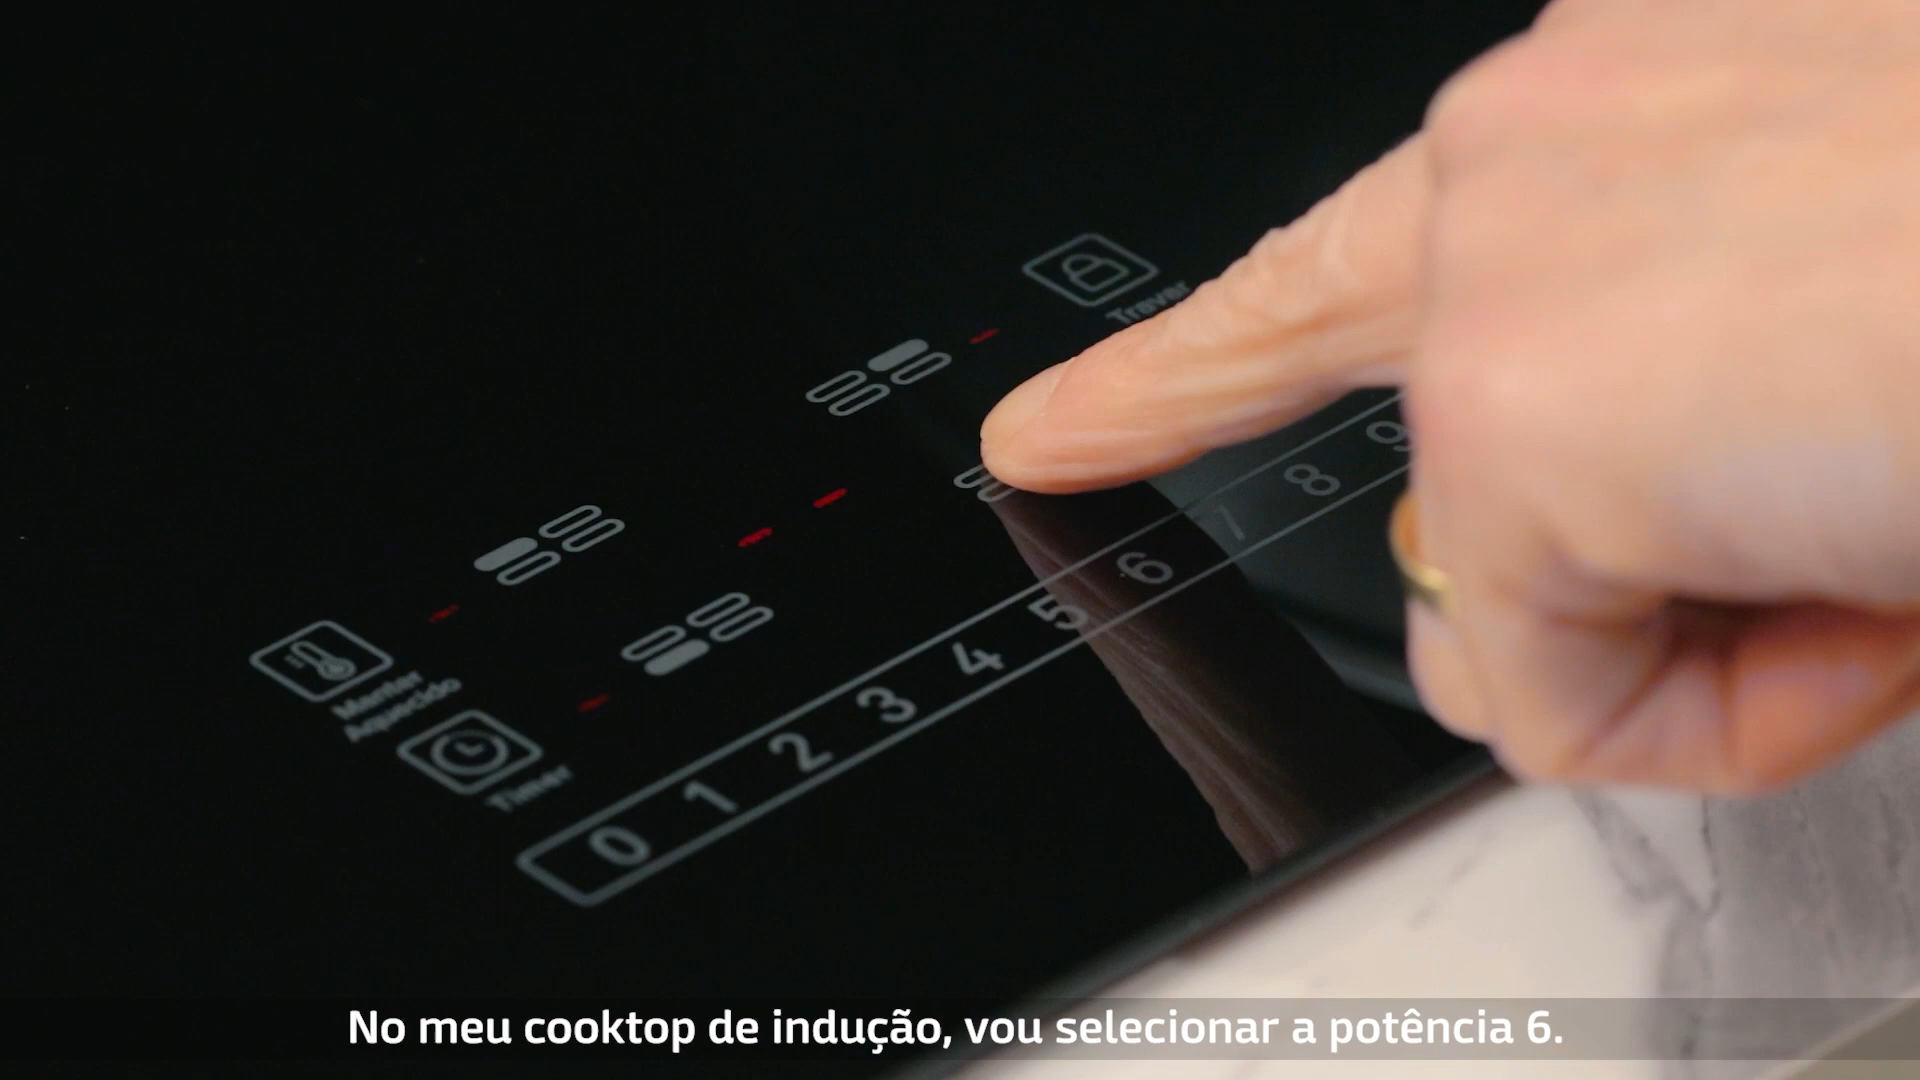 Travar
Manter
Aquecido
Timer
0 1 2 3 4 5 6 7 8 9
No meu cooktop de indução, vou selecionar a potência 6.